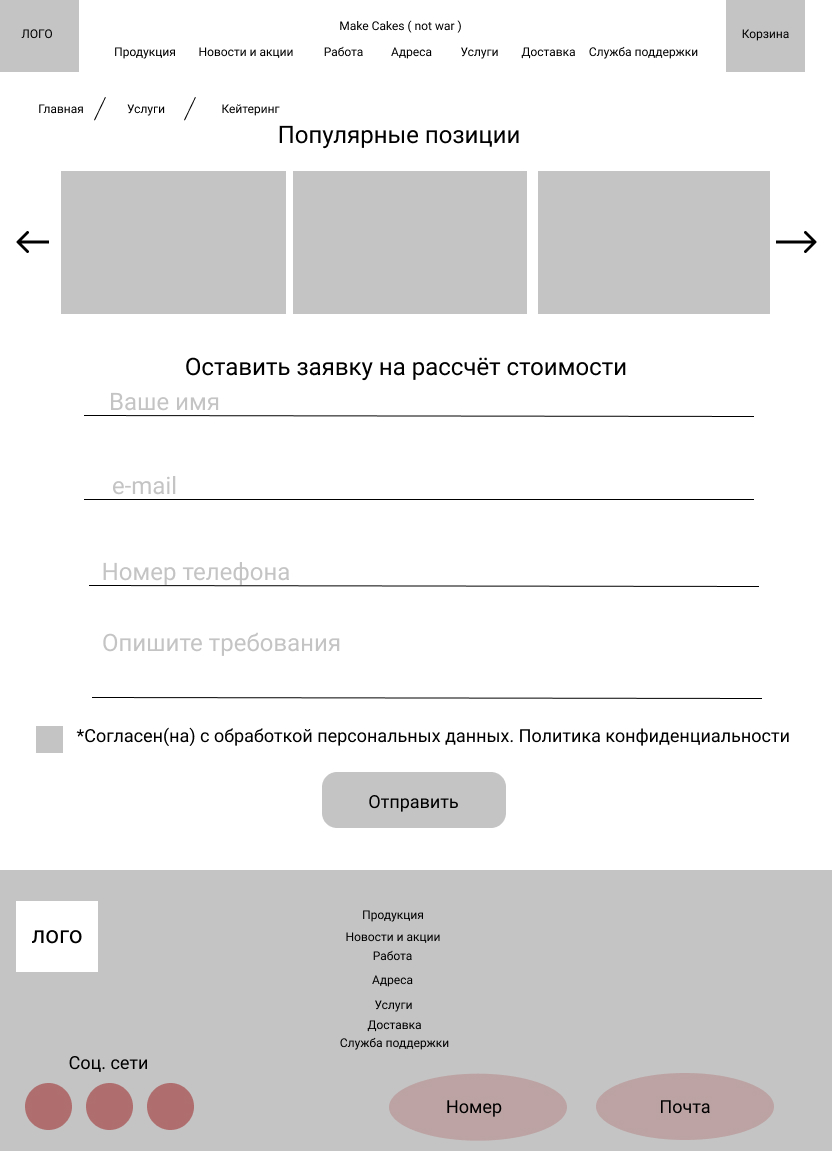 ЛОГО
Make Cakes ( not war )
Корзина
Продукция Новости и акции Работа Адреса Услуги Доставка Служба поддержки
Главная / Услуги / Кейтеринг
Популярные позиции
Оставить заявку на рассчёт стоимости
Ваше имя
e-mail
Номер телефона
Опишите требования
*Согласен(на) с обработкой персональных данных. Политика конфиденциальности
Отправить
ЛОГО
Продукция
Новости и акции
Работа
Адреса
Услуги
Доставка
Служба поддержки
Соц. сети
Номер Почта